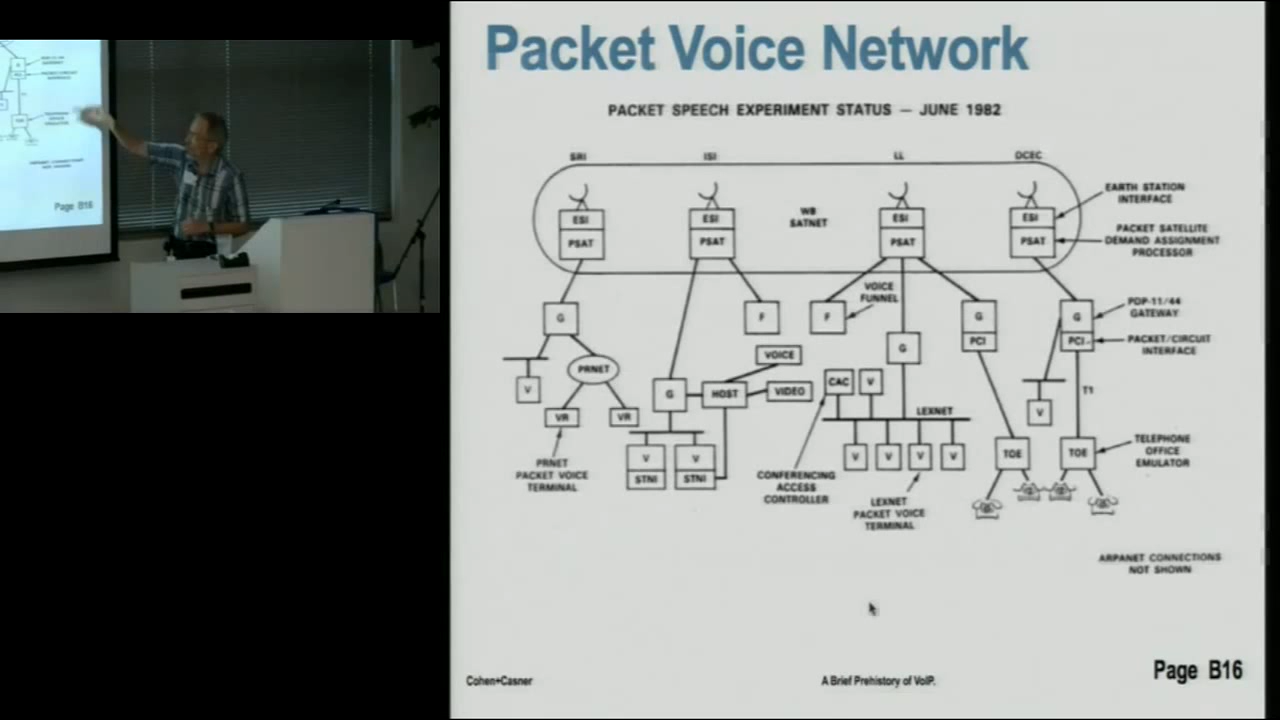 Packet Voice Network
PACKET SPEECH EXPERIMENT STATUS — JUNE 1982
SRI
ISI
LL
DCEC
ESI
PSAT
ESI
PSAT
WB
SATNET
ESI
PSAT
ESI
PSAT
EARTH STATION
INTERFACE
PACKET SATELLITE
DEMAND ASSIGNMENT
PROCESSOR
G
F
F
VOICE
FUNNEL
G
PCI
G
PCI
PDP-11/44
GATEWAY
PACKET/CIRCUIT
INTERFACE
V
PRNET
VR
VR
G
HOST
VOICE
VIDEO
CAC
V
G
LEXNET
V
T1
V
STNI
V
STNI
V
V
V
V
TOE
TOE
TELEPHONE
OFFICE
EMULATOR
PRNET
PACKET VOICE
TERMINAL
CONFERENCING
ACCESS
CONTROLLER
LEXNET
PACKET VOICE
TERMINAL
ARPANET CONNECTIONS
NOT SHOWN
Cohen+Casner
A Brief Prehistory of VoIP.
Page B16
Page B16